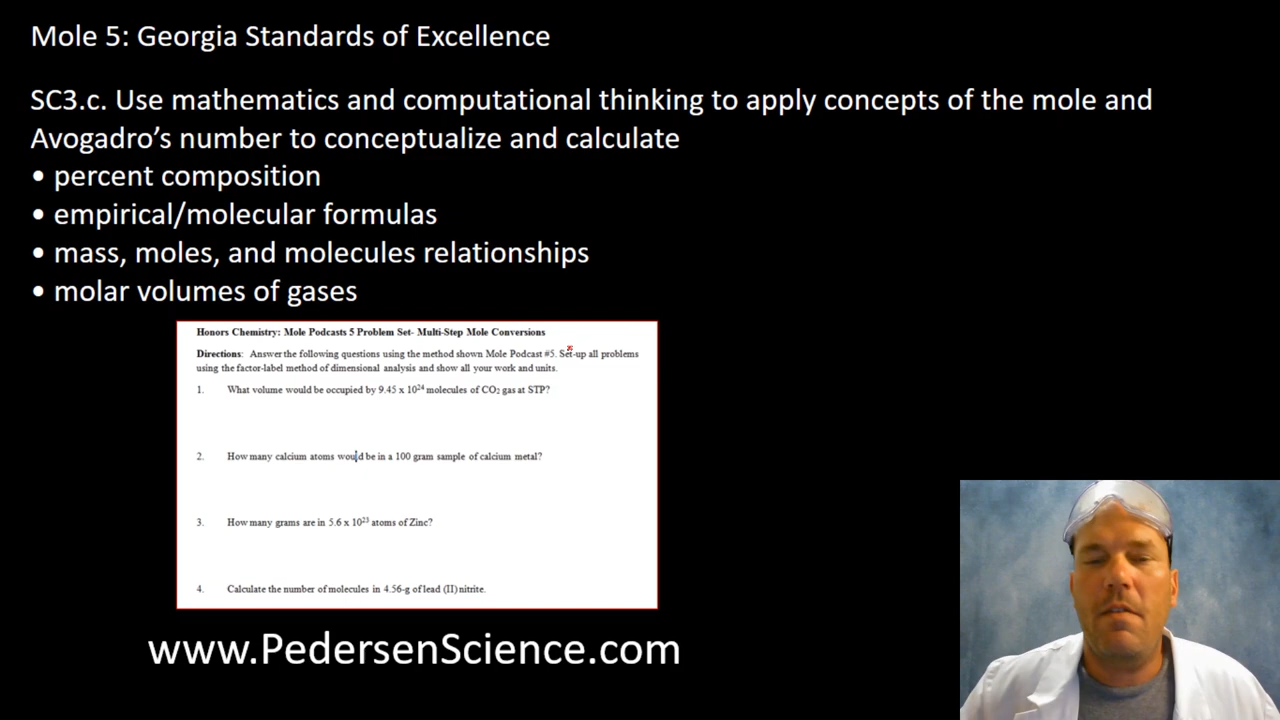 Mole 5: Georgia Standards of Excellence
SC3.c. Use mathematics and computational thinking to apply concepts of the mole and
Avogadro's number to conceptualize and calculate
• percent composition
• empirical/molecular formulas
• mass, moles, and molecules relationships
• molar volumes of gases
Honors Chemistry: Mole Podcasts 5 Problem Set- Multi-Step Mole Conversions
Directions: Answer the following questions using the method shown Mole Podcast #5. Set-up all problems
using the factor-label method of dimensional analysis and show all your work and units.
1. What volume would be occupied by 9.45 x 10²⁴ molecules of CO₂ gas at STP?
2. How many calcium atoms would be in a 100 gram sample of calcium metal?
3. How many grams are in 5.6 x 10²³ atoms of Zinc?
4. Calculate the number of molecules in 4.56-g of lead (II) nitrite.
www.PedersenScience.com